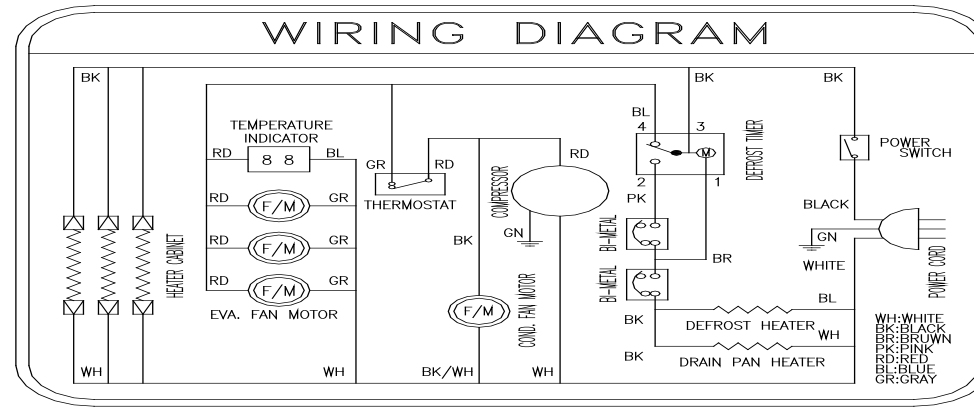 WIRING DIAGRAM
BK
BK
BK
BL
4
3
TEMPERATURE
INDICATOR
RD
8 8
BL
GR
RD
RD
M
DEFROST TIMER
POWER
SWITCH
THERMOSTAT
COMPRESSOR
2
1
PK
RD
F/M
GR
BLACK
GN
GN
BI-METAL
RD
F/M
GR
BK
BR
WHITE
POWER CORD
HEATER CABINET
RD
F/M
GR
EVA. FAN MOTOR
F/M
COND. FAN MOTOR
BI-METAL
BL
BK
DEFROST HEATER
WH
BK
DRAIN PAN HEATER
WH:WHITE
BK:BLACK
BR:BRUWN
PK:PINK
RD:RED
BL:BLUE
GR:GRAY
WH
WH
BK/WH
WH